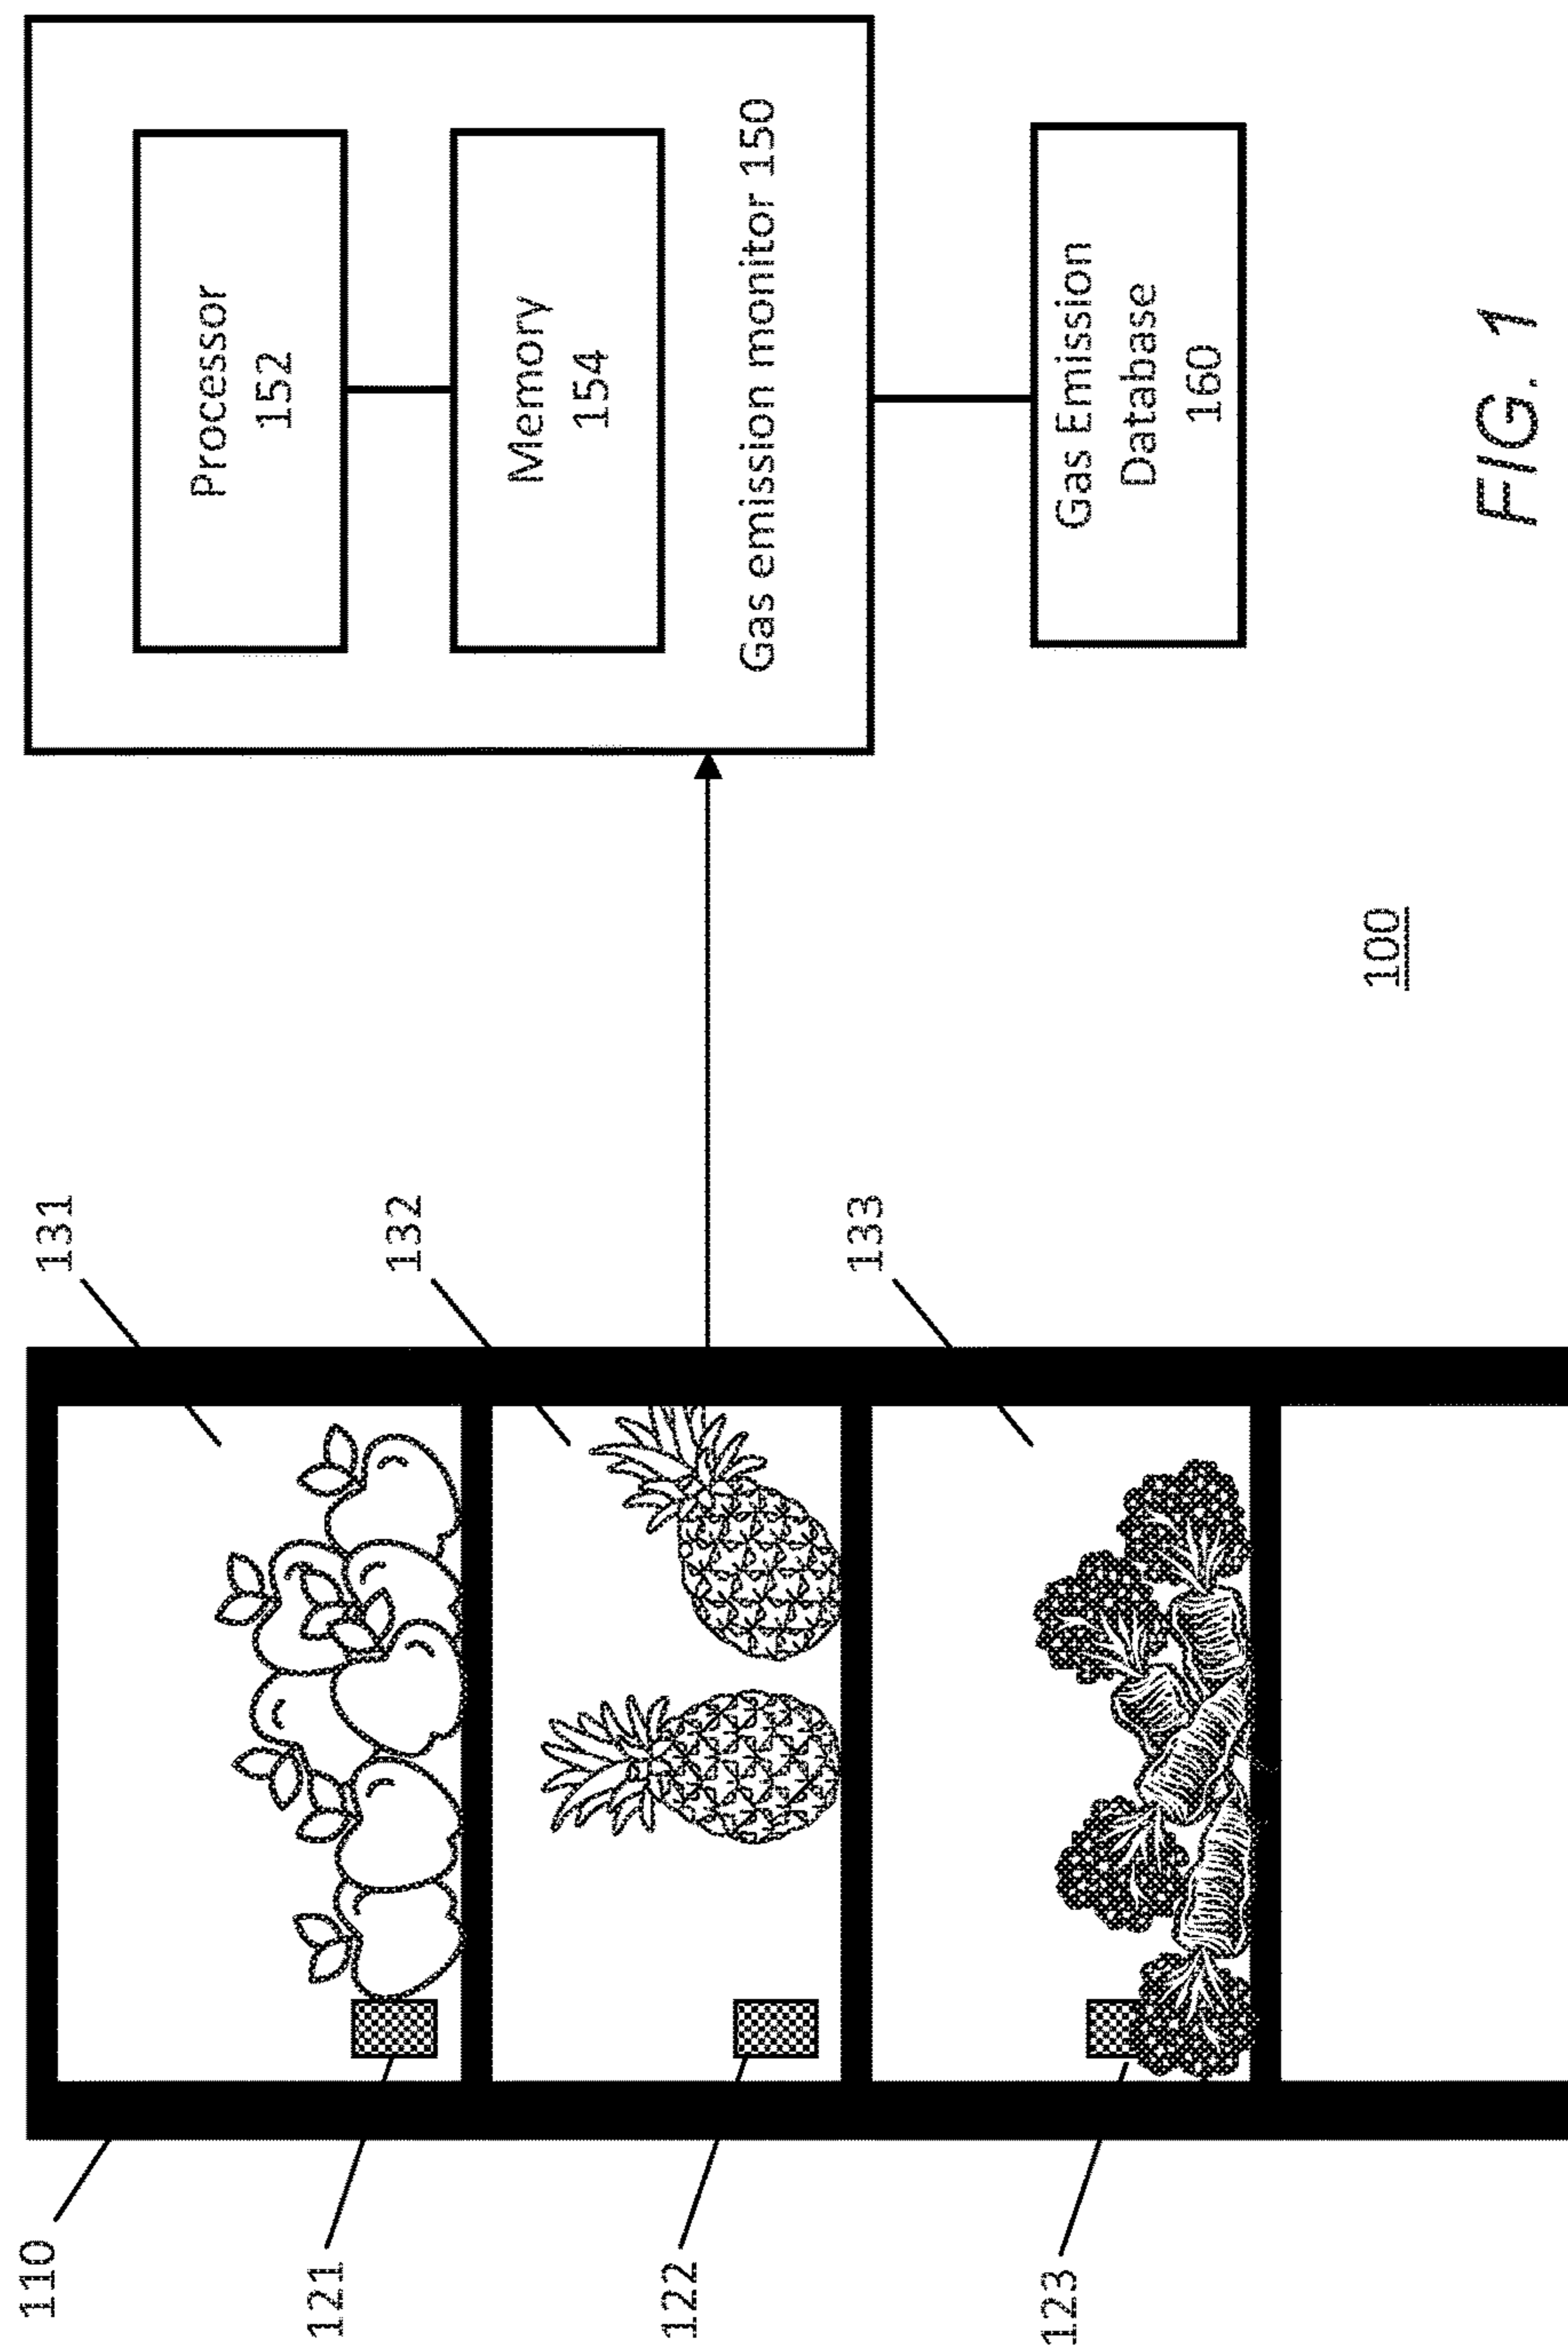 110
121
122
123
131
132
133
Processor
152
Memory
154
Gas emission monitor 150
Gas Emission
Database
160
100
FIG. 1